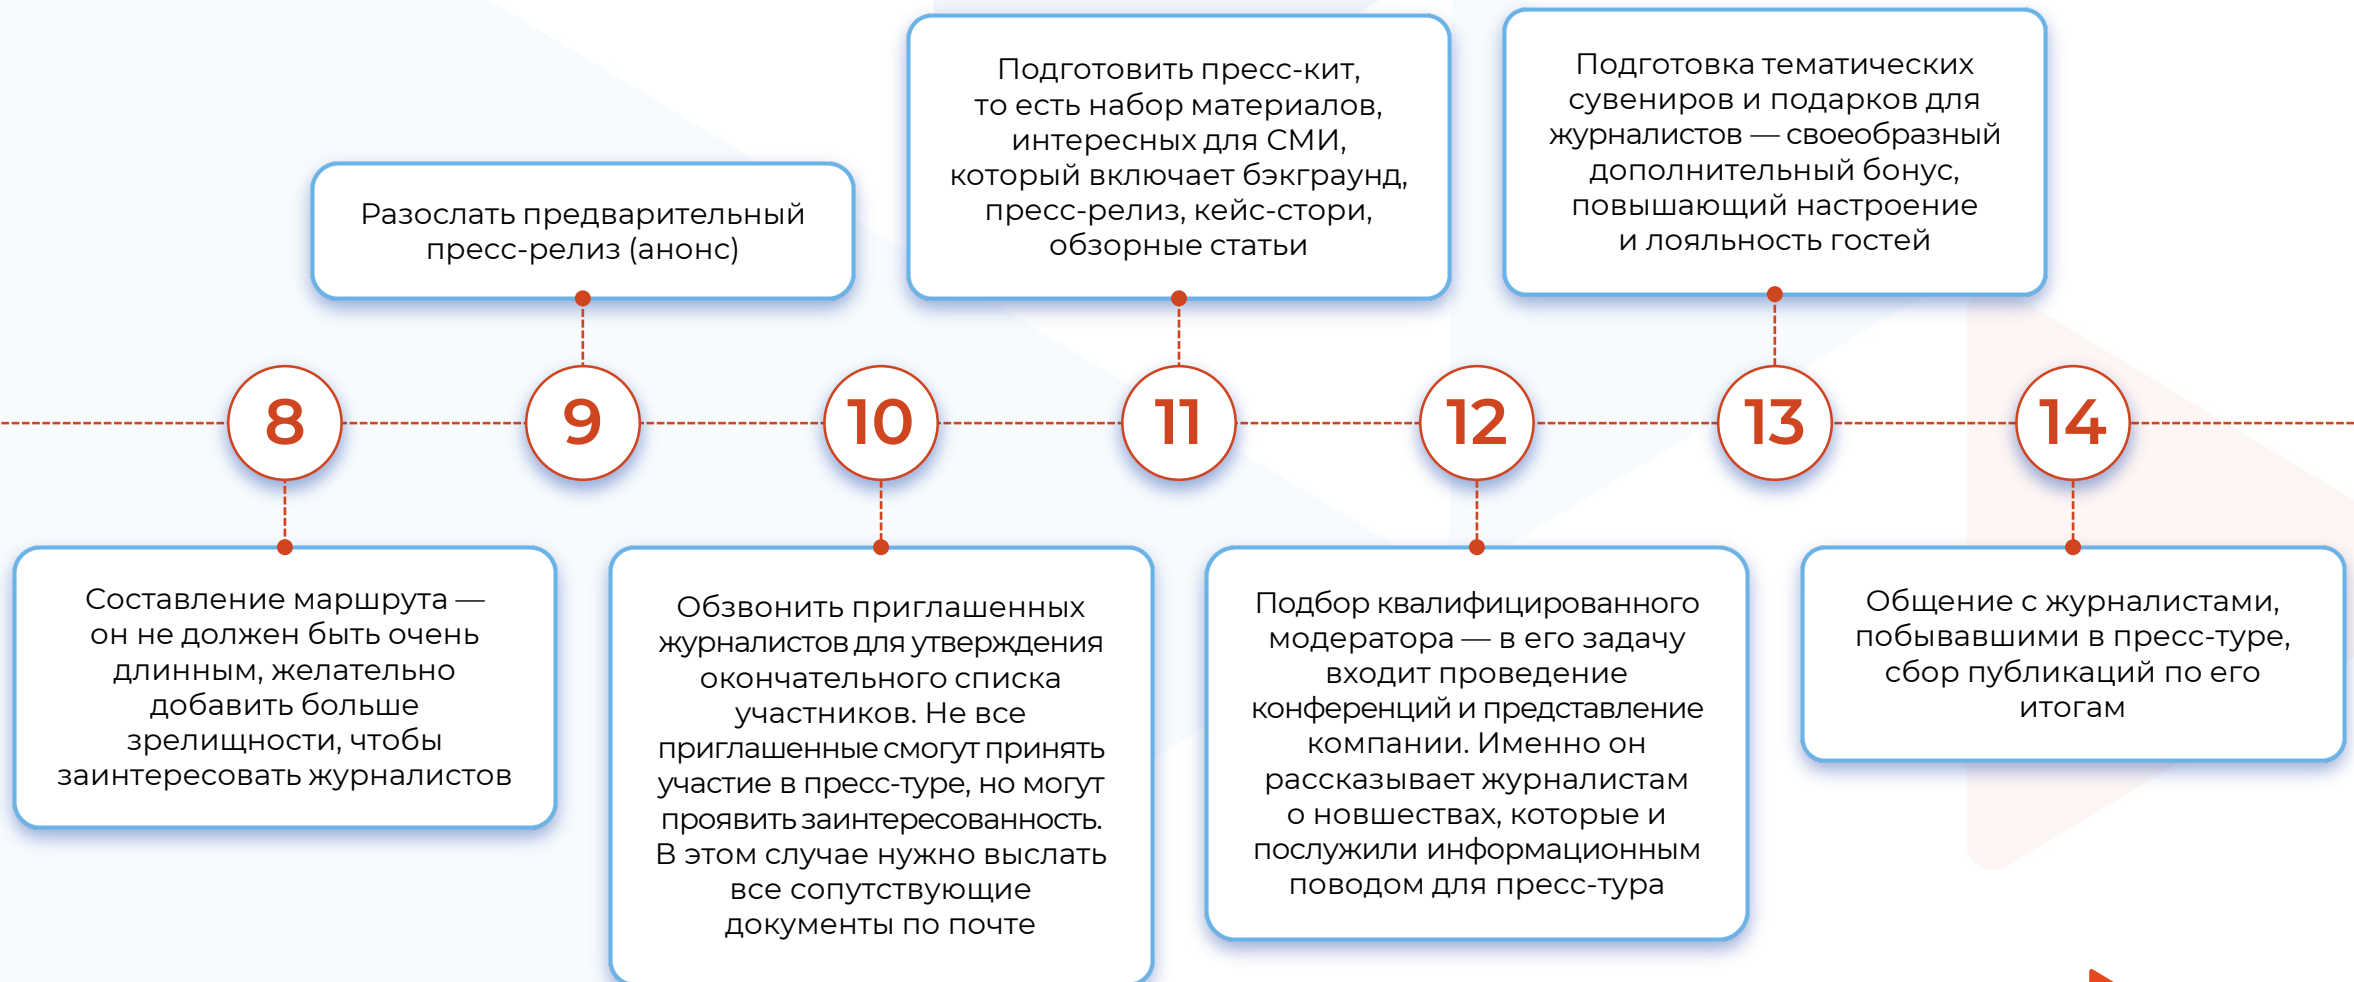 8
Составление маршрута —
он не должен быть очень
длинным, желательно
добавить больше
зрелищности, чтобы
заинтересовать журналистов
9
Разослать предварительный
пресс-релиз (анонс)
10
Обзвонить приглашенных
журналистов для утверждения
окончательного списка
участников. Не все
приглашенные смогут принять
участие в пресс-туре, но могут
проявить заинтересованность.
В этом случае нужно выслать
все сопутствующие
документы по почте
11
Подготовить пресс-кит,
то есть набор материалов,
интересных для СМИ,
который включает бэкграунд,
пресс-релиз, кейс-стори,
обзорные статьи
12
Подбор квалифицированного
модератора — в его задачу
входит проведение
конференций и представление
компании. Именно он
рассказывает журналистам
о новшествах, которые и
послужили информационным
поводом для пресс-тура
13
Подготовка тематических
сувениров и подарков для
журналистов — своеобразный
дополнительный бонус,
повышающий настроение
и лояльность гостей
14
Общение с журналистами,
побывавшими в пресс-туре,
сбор публикаций по его
итогам